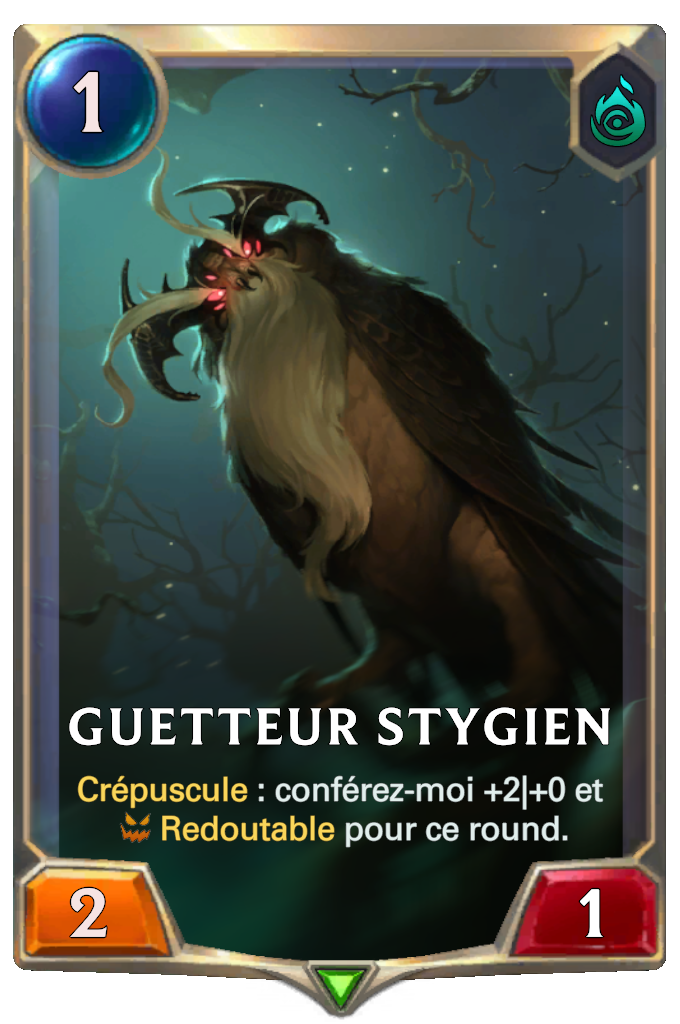 1
GUETTEUR STYGIEN
Crépuscule : conférez-moi +2|+0 et
Redoutable pour ce round.
2
1